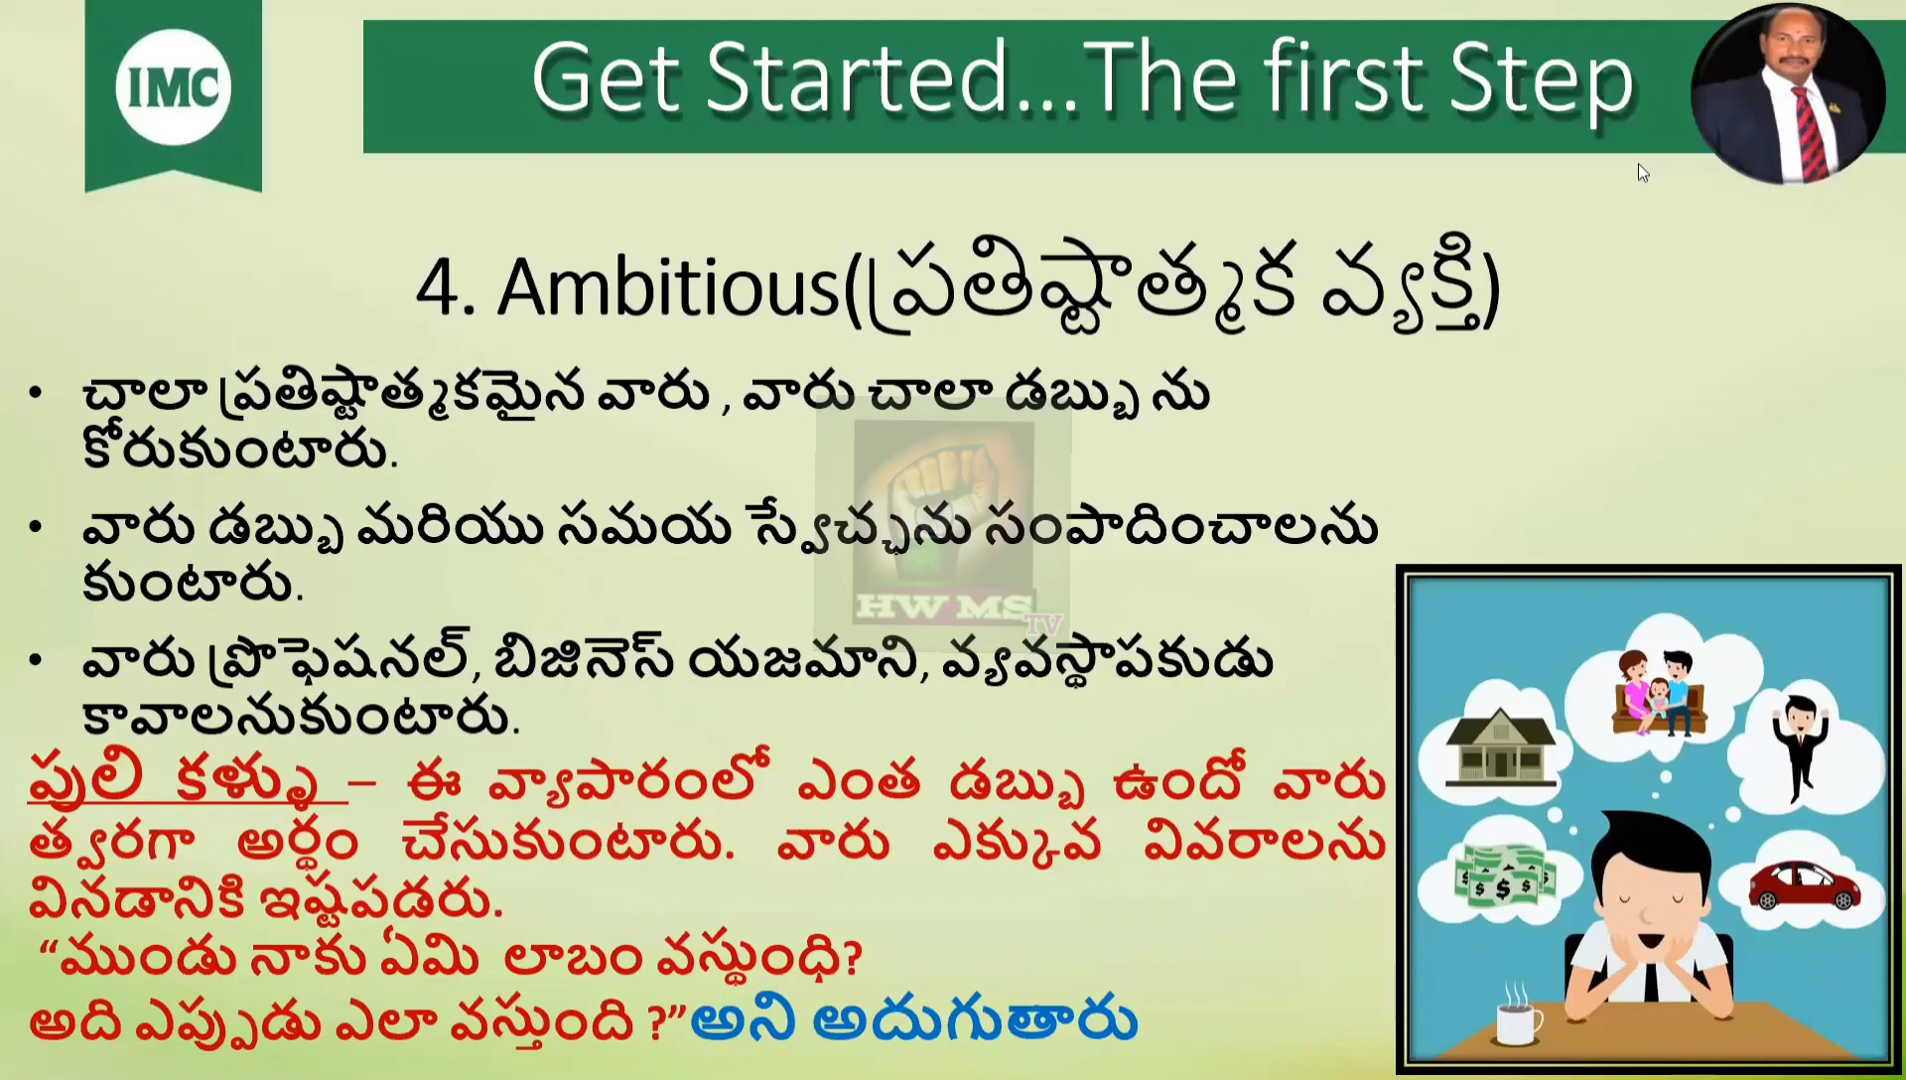 IMC
Get Started...The first Step
4. Ambitious(ప్రతిష్టాత్మక వ్యక్తి)
• చాలా ప్రతిష్టాత్మకమైన వారు , వారు చాలా డబ్బు ను
కోరుకుంటారు.
• వారు డబ్బు మరియు సమయ స్వేచ్ఛను సంపాదించాలను
కుంటారు.
• వారు ప్రొఫెషనల్, బిజినెస్ యజమాని, వ్యవస్థాపకుడు
కావాలనుకుంటారు.
పులి కళ్ళు – ఈ వ్యాపారంలో ఎంత డబ్బు ఉందో వారు
త్వరగా అర్థం చేసుకుంటారు. వారు ఎక్కువ వివరాలను
వినడానికి ఇష్టపడరు.
“ముండు నాకు ఏమి లాబం వస్థుంధి?
అది ఎప్పుడు ఎలా వస్తుంది ?”అని అదుగుతారు
HW MS
TV